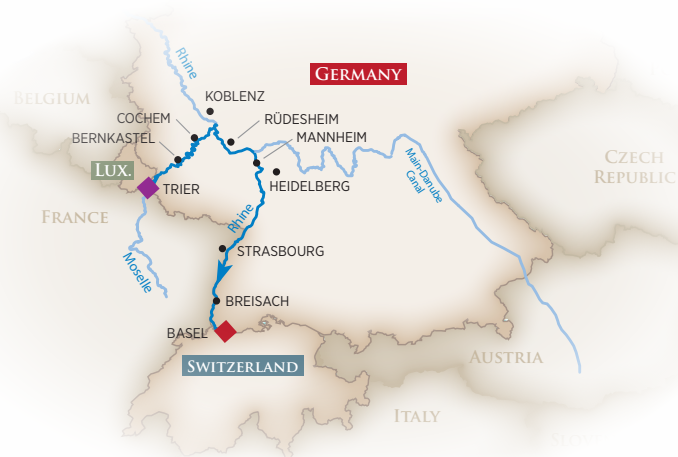 Rhine
GERMANY
BELGIUM
KOBLENZ
COCHEM
RÜDESHEIM
BERNKASTEL
MANNHEIM
LUX.
TRIER
HEIDELBERG
Main-Danube
Canal
CZECH
REPUBLIC
FRANCE
Rhine
Moselle
STRASBOURG
BREISACH
BASEL
SWITZERLAND
AUSTRIA
ITALY